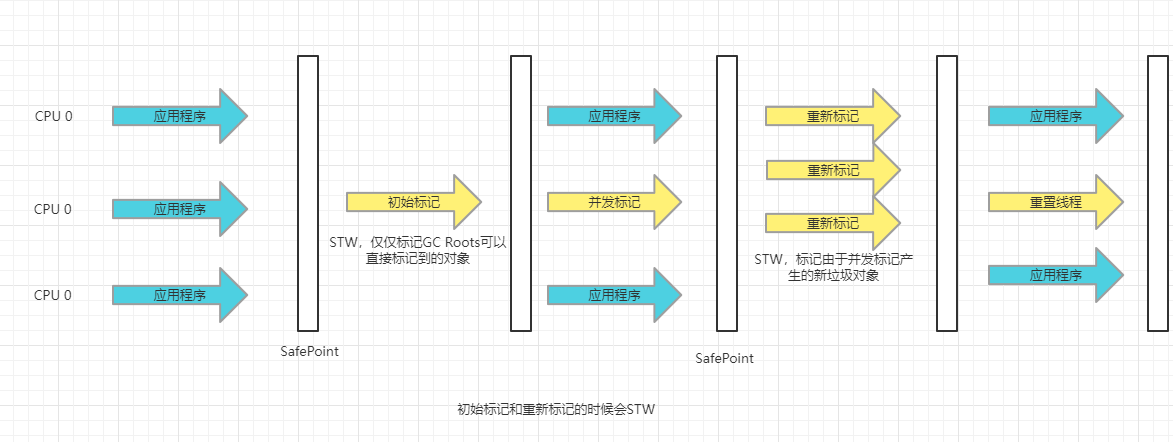 CPU 0
应用程序
应用程序
重新标记
应用程序
重新标记
CPU 0
应用程序
初始标记
并发标记
重新标记
重置线程
STW，仅仅标记GC Roots可以
直接标记到的对象
STW，标记由于并发标记产
生的新垃圾对象
CPU 0
应用程序
应用程序
应用程序
SafePoint
SafePoint
初始标记和重新标记的时候会STW